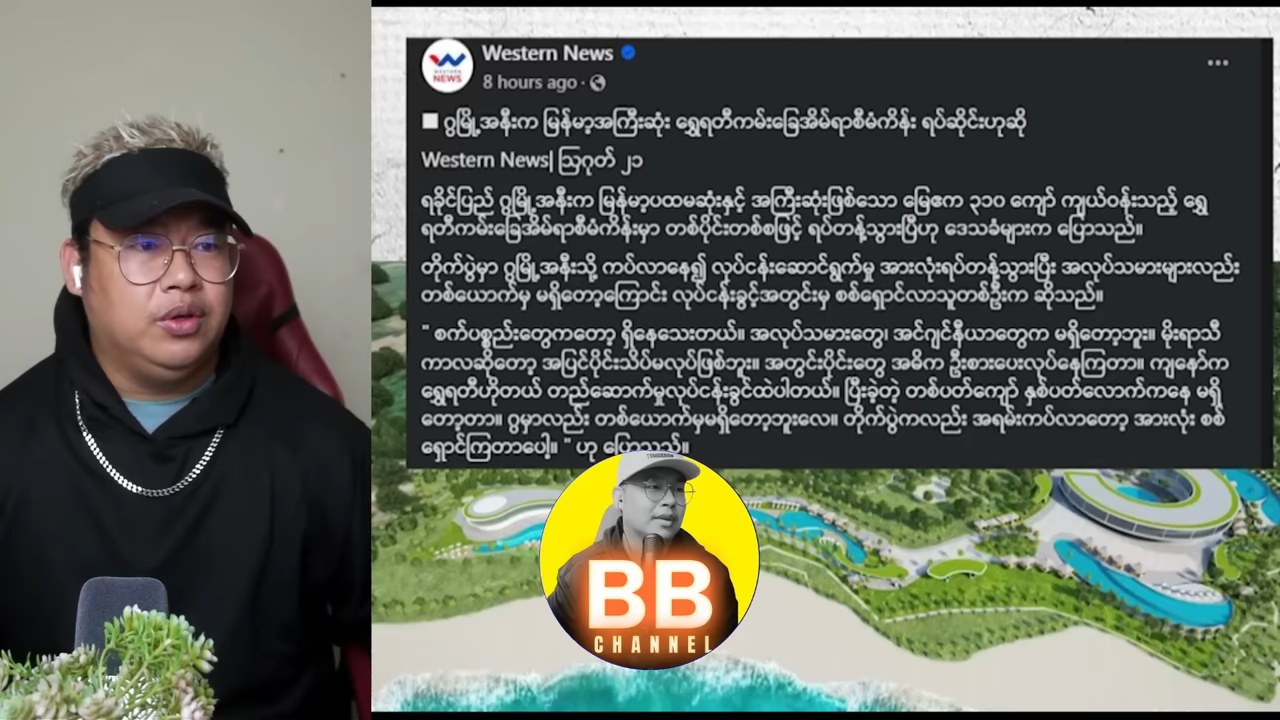 Western News
8 hours ago ·
WESTERN
NEWS
ဂွမြို့အနီးက မြန်မာ့အကြီးဆုံး ရွှေရတီကမ်းခြေအိမ်ရာစီမံကိန်း ရပ်ဆိုင်းဟုဆို
Western News| ဩဂုတ် ၂၁
ရခိုင်ပြည် ဂွမြို့အနီးက မြန်မာ့ပထမဆုံးနှင့် အကြီးဆုံးဖြစ်သော မြေဧက ၃၁၀ ကျော် ကျယ်ဝန်းသည့် ရွှေ
ရတီကမ်းခြေအိမ်ရာစီမံကိန်းမှာ တစ်ပိုင်းတစ်စဖြင့် ရပ်တန့်သွားပြီဟု ဒေသခံများက ပြောသည်။
တိုက်ပွဲမှာ ဂွမြို့အနီးသို့ ကပ်လာနေ၍ လုပ်ငန်းဆောင်ရွက်မှု အားလုံးရပ်တန့်သွားပြီး အလုပ်သမားများလည်း
တစ်ယောက်မှ မရှိတော့ကြောင်း လုပ်ငန်းခွင့်အတွင်းမှ စစ်ရှောင်လာသူတစ်ဦးက ဆိုသည်။
" စက်ပစ္စည်းတွေကတော့ ရှိနေသေးတယ်။ အလုပ်သမားတွေ၊ အင်ဂျင်နီယာတွေက မရှိတော့ဘူး။ မိုးရာသီ
ကာလဆိုတော့ အပြင်ပိုင်းသိပ်မလုပ်ဖြစ်ဘူး။ အတွင်းပိုင်းတွေ အဓိက ဦးစားပေးလုပ်နေကြတာ။ ကျနော်က
ရွှေရတီဟိုတယ် တည်ဆောက်မှုလုပ်ငန်းခွင်ထဲပါတယ်။ ပြီးခဲ့တဲ့ တစ်ပတ်ကျော် နှစ်ပတ်လောက်ကနေ မရှိ
တော့တာ။ ဂွမှာလည်း တစ်ယောက်မှမရှိတော့ဘူးလေ။ တိုက်ပွဲကလည်း အရမ်းကပ်လာတော့ အားလုံး စစ်
ရှောင်ကြတာပေါ့။ " ဟု ပြောသည်။
TOMORROW
BB
CHANNEL